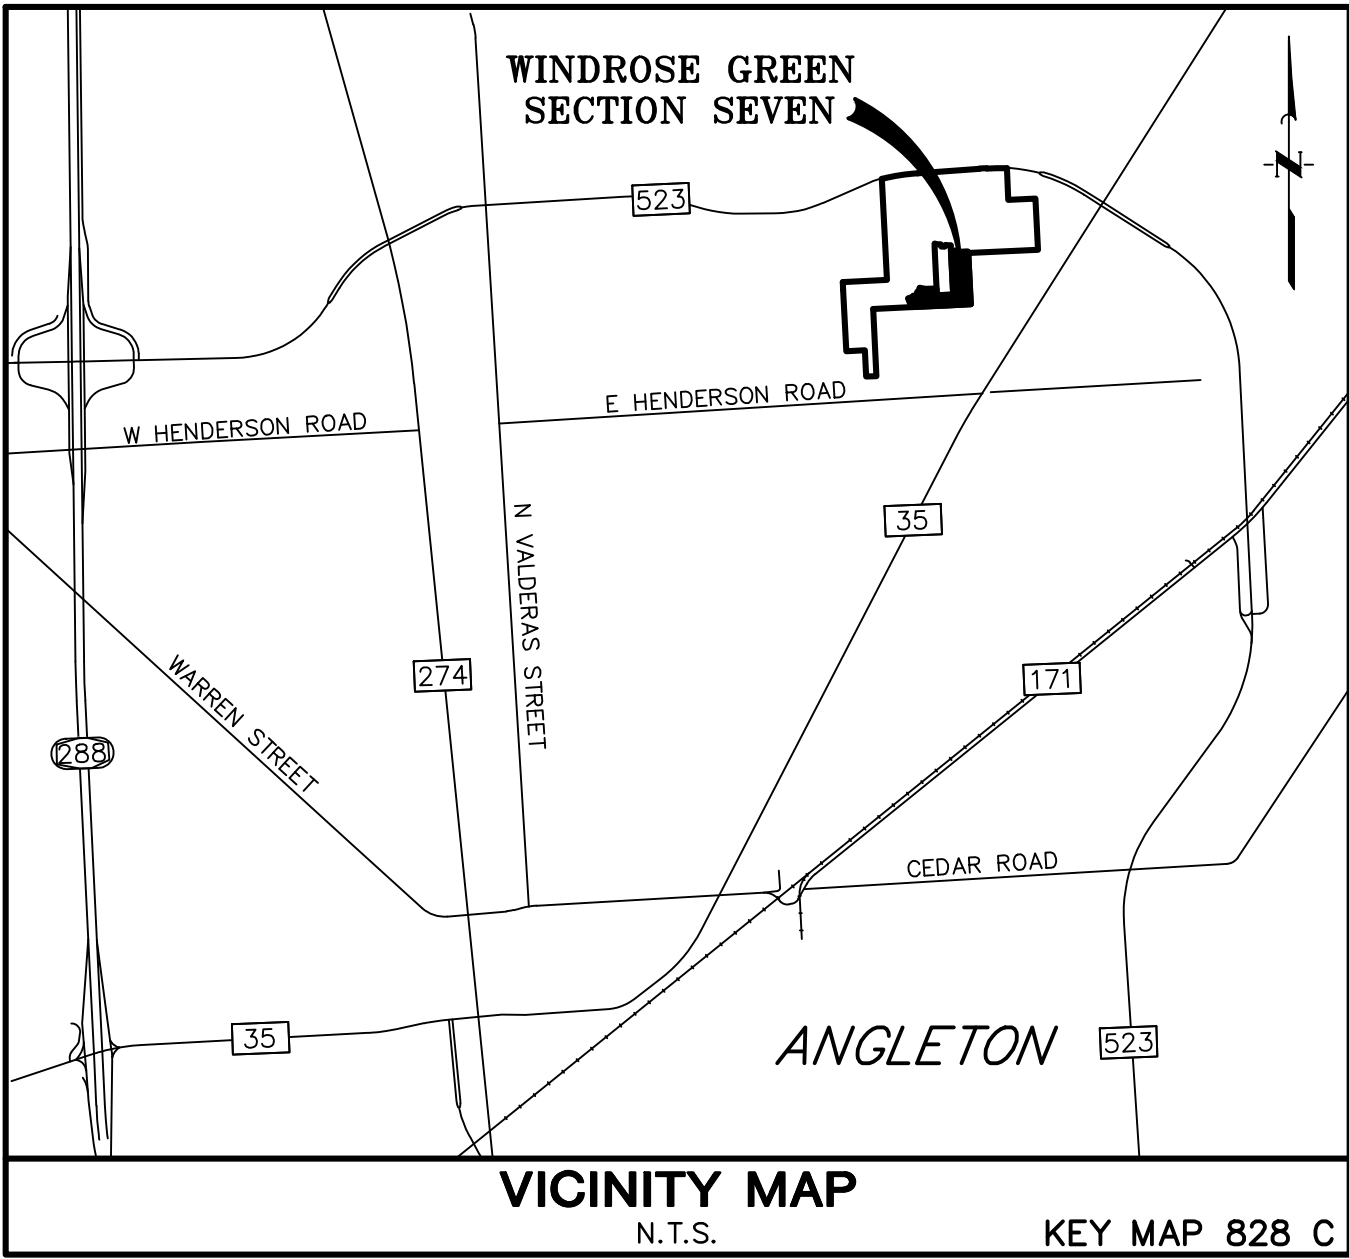 WINDROSE GREEN
SECTION SEVEN
N
523
E HENDERSON ROAD
W HENDERSON ROAD
35
N VALDERAS STREET
WARREN STREET
274
171
288
CEDAR ROAD
35
ANGLETON
523
VICINITY MAP
N.T.S.
KEY MAP 828 C